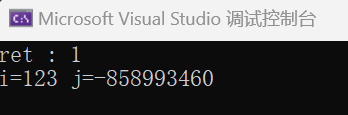 Microsoft Visual Studio 调试控制台
ret : 1
i=123 j=-858993460